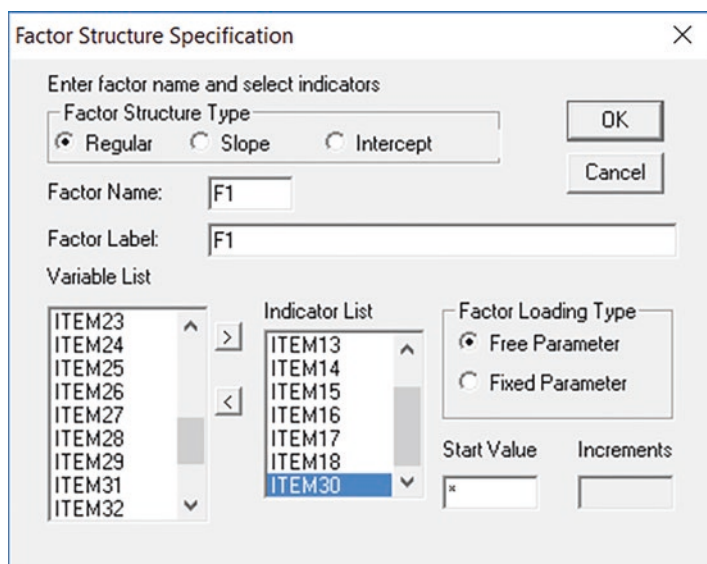 Factor Structure Specification
Enter factor name and select indicators
Factor Structure Type
Regular Slope Intercept
OK
Cancel
Factor Name: F1
Factor Label: F1
Variable List
ITEM23
ITEM24
ITEM25
ITEM26
ITEM27
ITEM28
ITEM29
ITEM31
ITEM32
>
<
Indicator List
ITEM13
ITEM14
ITEM15
ITEM16
ITEM17
ITEM18
ITEM30
Factor Loading Type
Free Parameter
Fixed Parameter
Start Value Increments
*